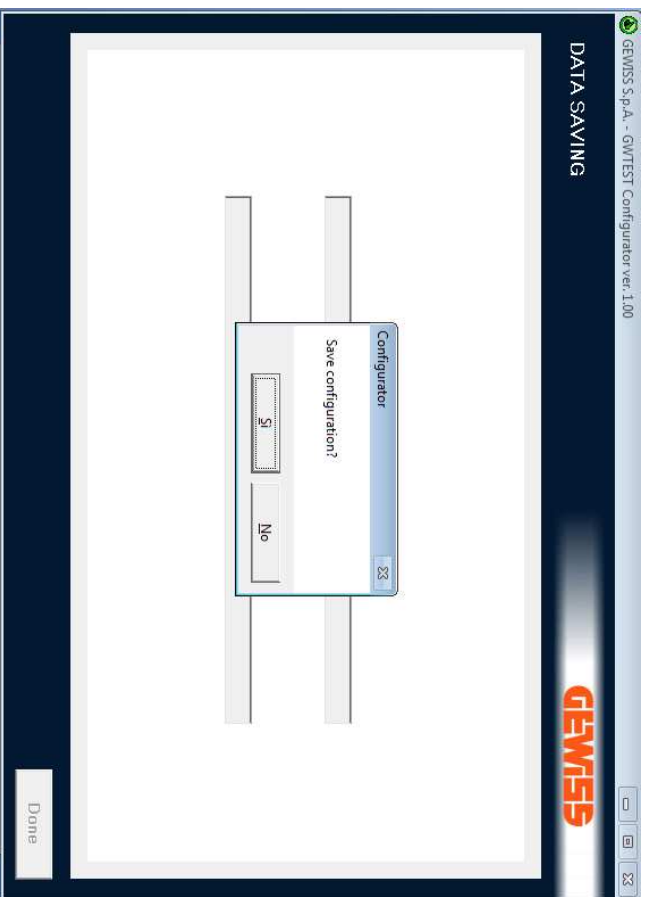 GEWISS S.p.A. - GWTEST Configurator ver. 1.00
DATA SAVING
GEWISS
Configurator
Save configuration?
Sì
No
Done